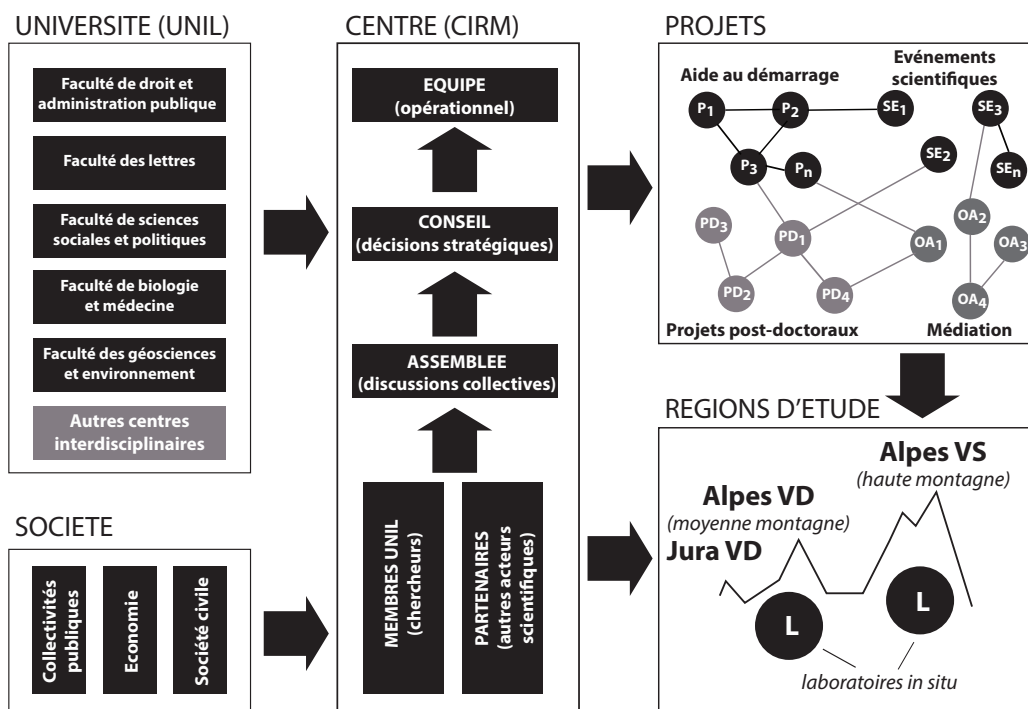 UNIVERSITE (UNIL)
Faculté de droit et
administration publique
Faculté des lettres
Faculté de sciences
sociales et politiques
Faculté de biologie
et médecine
Faculté des géosciences
et environnement
Autres centres
interdisciplinaires
SOCIETE
Collectivités
publiques
Economie
Société civile
CENTRE (CIRM)
EQUIPE
(opérationnel)
CONSEIL
(décisions stratégiques)
ASSEMBLEE
(discussions collectives)
MEMBRES UNIL
(chercheurs)
PARTENAIRES
(autres acteurs
scientifiques)
PROJETS
Aide au démarrage
Evénements
scientifiques
P1
P2
SE1
SE3
P3
Pn
SE2
SEn
PD3
PD1
OA1
OA2
OA3
PD2
PD4
OA4
Projets post-doctoraux
Médiation
REGIONS D'ETUDE
Alpes VS
(haute montagne)
Alpes VD
(moyenne montagne)
Jura VD
L
L
laboratoires in situ